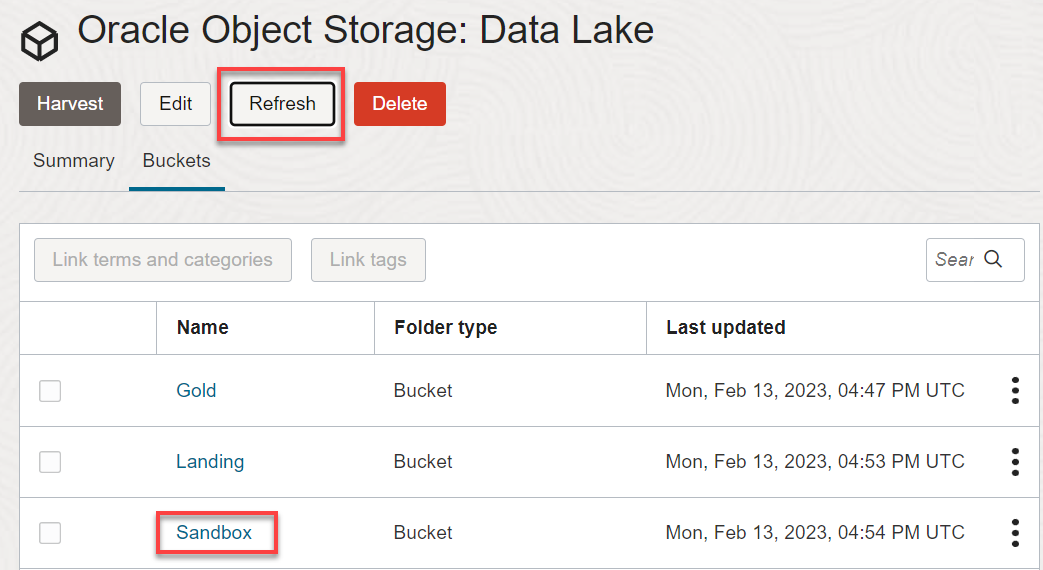 Oracle Object Storage: Data Lake
Harvest Edit Refresh Delete
Summary Buckets
Link terms and categories Link tags Sear
Name Folder type Last updated
Gold Bucket Mon, Feb 13, 2023, 04:47 PM UTC
Landing Bucket Mon, Feb 13, 2023, 04:53 PM UTC
Sandbox Bucket Mon, Feb 13, 2023, 04:54 PM UTC